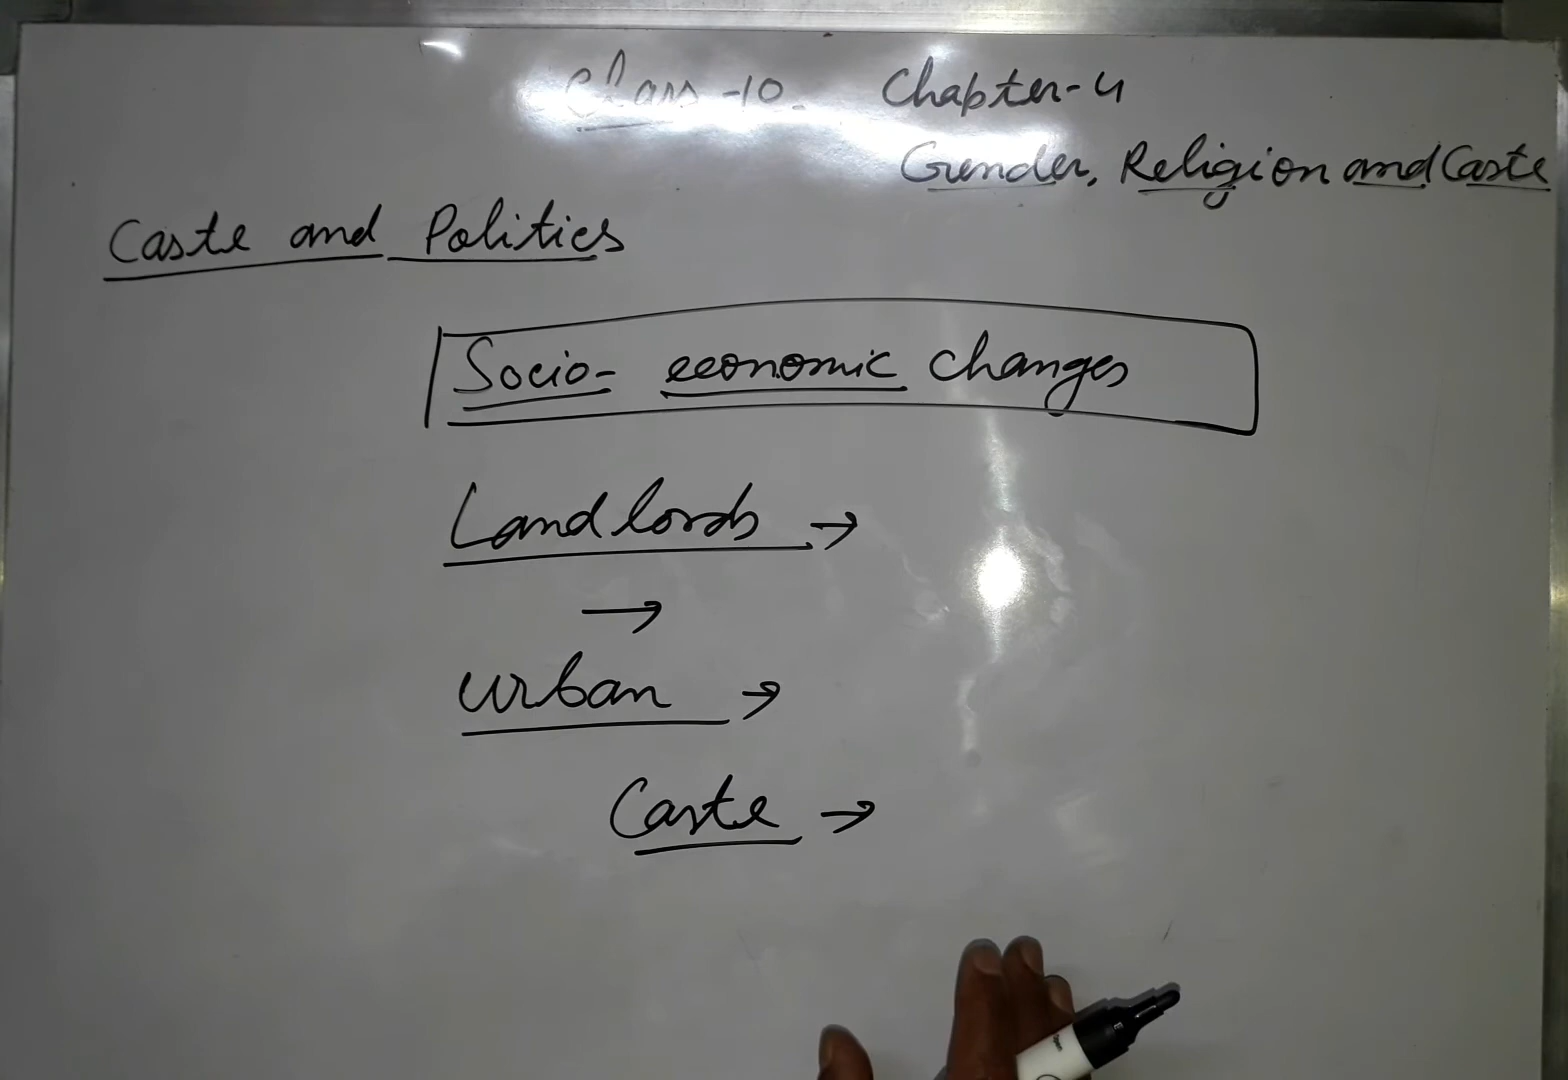 Class -10. Chapter-4
Gender, Religion and Caste
Caste and Politics
Socio- economic changes
Landlords →
→
urban →
Caste →